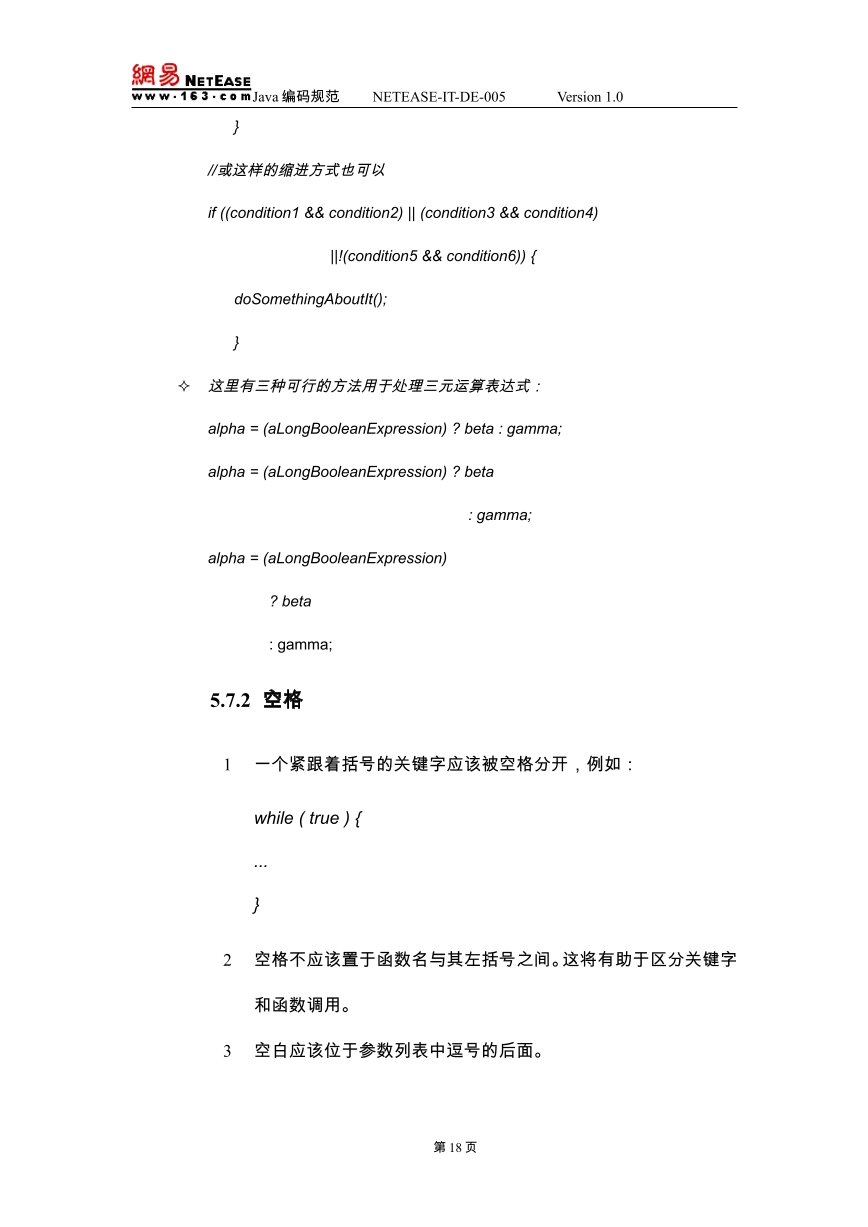 網易 NETEASE
www.163.com Java 编码规范 NETEASE-IT-DE-005 Version 1.0
}
//或这样的缩进方式也可以
if ((condition1 && condition2) || (condition3 && condition4)
||!(condition5 && condition6)) {
doSomethingAboutIt();
}
✧ 这里有三种可行的方法用于处理三元运算表达式：
alpha = (aLongBooleanExpression) ? beta : gamma;
alpha = (aLongBooleanExpression) ? beta
: gamma;
alpha = (aLongBooleanExpression)
? beta
: gamma;
5.7.2 空格
1 一个紧跟着括号的关键字应该被空格分开，例如：
while ( true ) {
...
}
2 空格不应该置于函数名与其左括号之间。这将有助于区分关键字
和函数调用。
3 空白应该位于参数列表中逗号的后面。
第 18 页